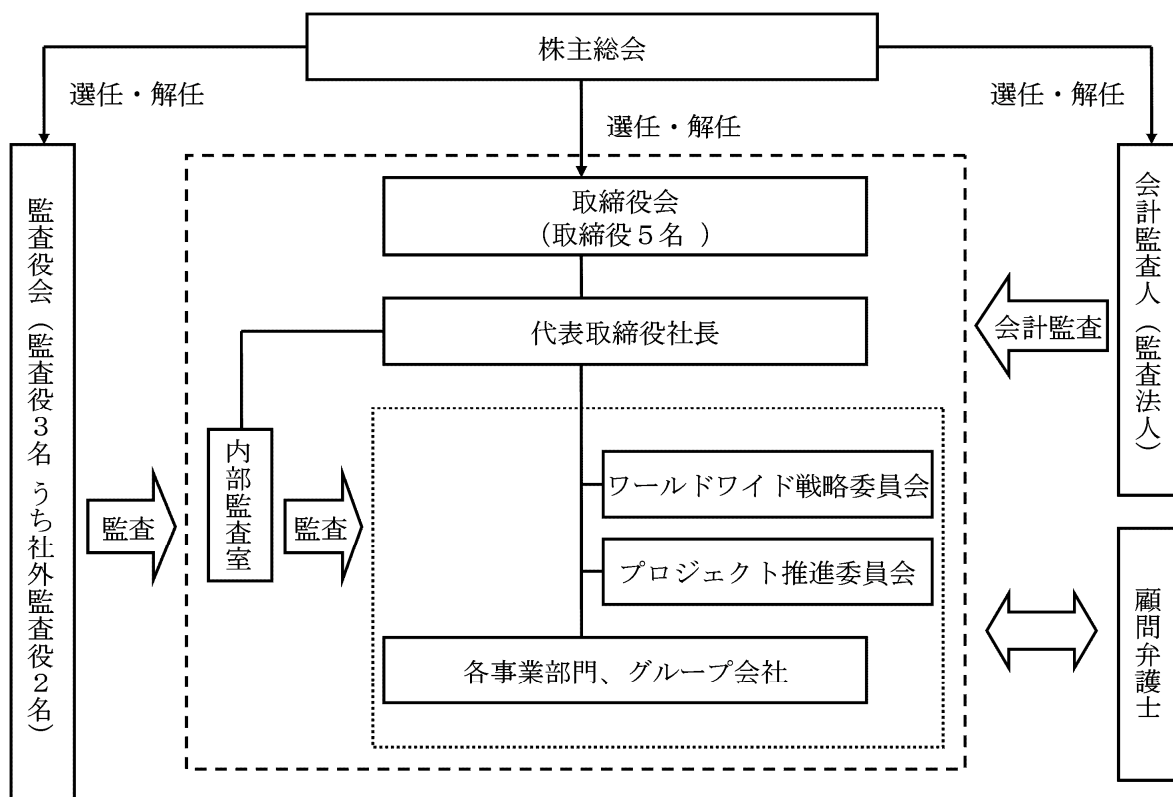 株主総会
選任・解任
選任・解任
選任・解任
監査役会（監査役３名 うち社外監査役２名）
取締役会
（取締役５名 ）
会計監査人（監査法人）
代表取締役社長
会計監査
内部監査室
監査
監査
ワールドワイド戦略委員会
プロジェクト推進委員会
各事業部門、グループ会社
顧問弁護士